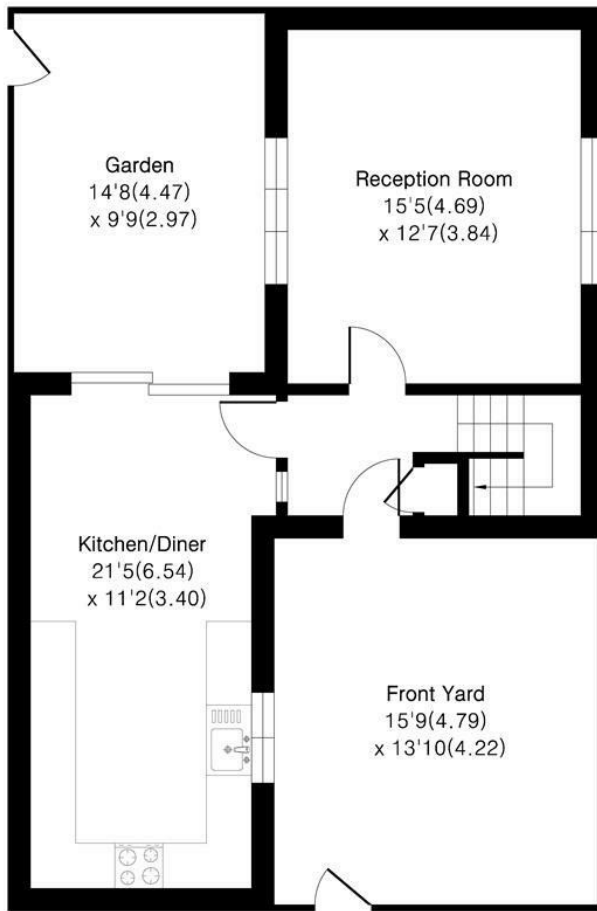 Garden
14'8(4.47)
x 9'9(2.97)
Reception Room
15'5(4.69)
x 12'7(3.84)
Kitchen/Diner
21'5(6.54)
x 11'2(3.40)
Front Yard
15'9(4.79)
x 13'10(4.22)